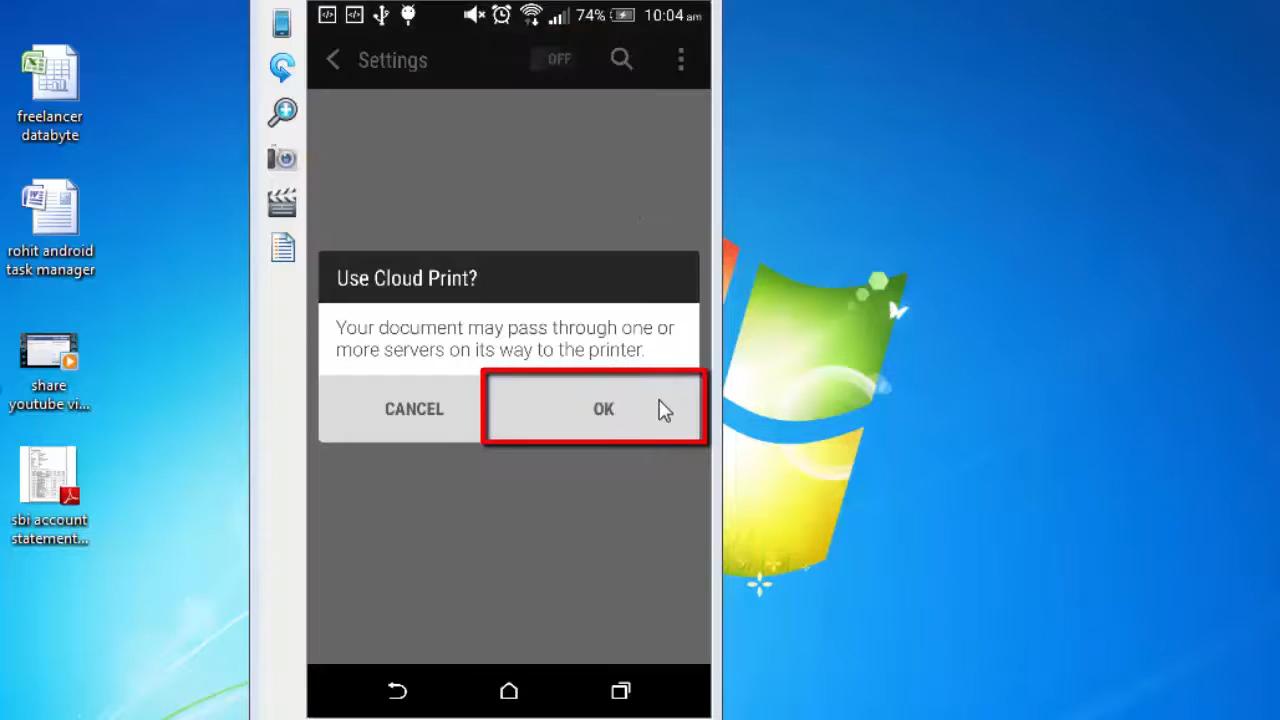 74% 10:04 am
Settings
OFF
freelancer
databyte
rohit android
task manager
Use Cloud Print?
Your document may pass through one or
more servers on its way to the printer.
CANCEL
OK
share
youtube vi...
sbi account
statement...